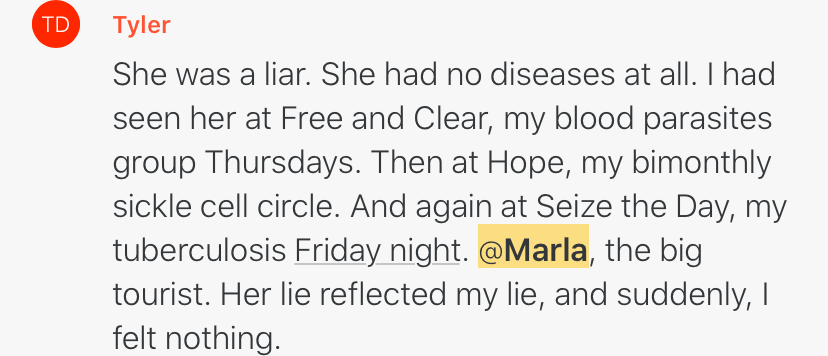 TD
Tyler
She was a liar. She had no diseases at all. I had
seen her at Free and Clear, my blood parasites
group Thursdays. Then at Hope, my bimonthly
sickle cell circle. And again at Seize the Day, my
tuberculosis Friday night. @Marla, the big
tourist. Her lie reflected my lie, and suddenly, I
felt nothing.